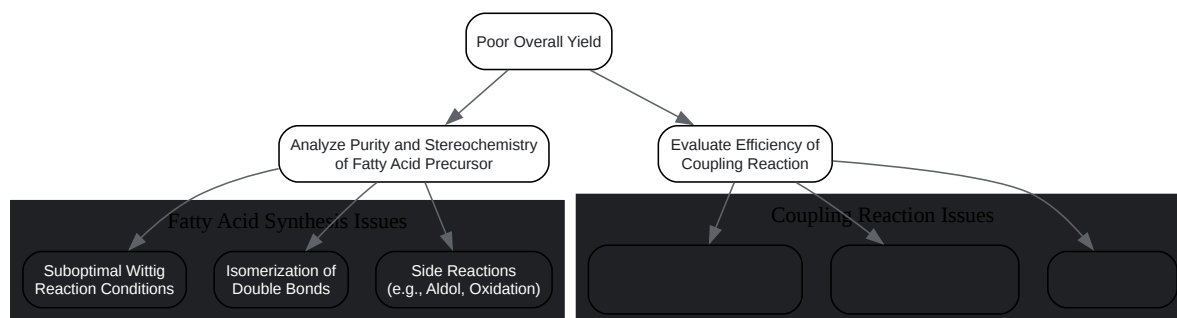 Poor Overall Yield
Analyze Purity and Stereochemistry
of Fatty Acid Precursor
Evaluate Efficiency of
Coupling Reaction
Fatty Acid Synthesis Issues
Coupling Reaction Issues
Suboptimal Wittig
Reaction Conditions
Isomerization of
Double Bonds
Side Reactions
(e.g., Aldol, Oxidation)